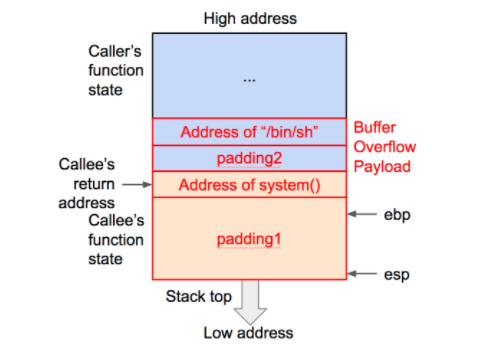 High address
Caller's
function
state
...
Address of “/bin/sh”
Buffer
Overflow
Payload
padding2
Callee's
return
address
Address of system()
Callee's
function
state
padding1
ebp
esp
Stack top
Low address